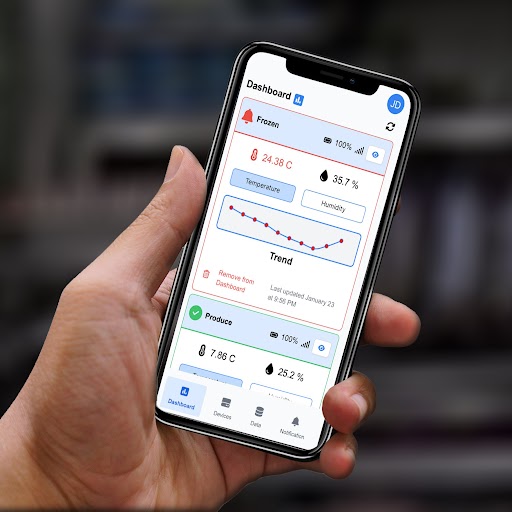 Dashboard
JD
Frozen
100%
24.38 C
35.7 %
Temperature
Humidity
Trend
Remove from
Dashboard
Last updated January 23
at 9:56 PM
Produce
100%
7.86 C
25.2 %
Dashboard
Devices
Data
Notification